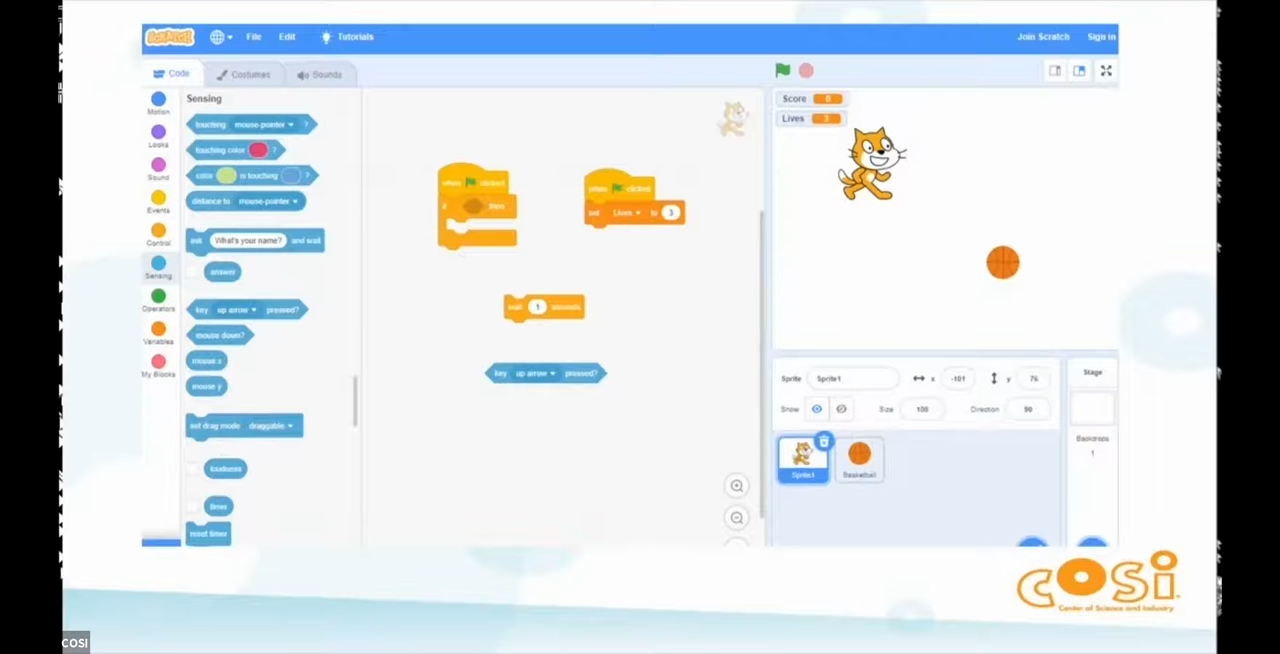 SCRATCH
File Edit Tutorials
Join Scratch Sign in
Code Costumes Sounds
Motion
Looks
Sound
Events
Control
Sensing
Operators
Variables
My Blocks
Sensing
touching mouse-pointer ?
touching color ?
color is touching ?
distance to mouse-pointer
ask What's your name? and wait
answer
key up arrow pressed?
mouse down?
mouse x
mouse y
set drag mode draggable
loudness
timer
reset timer
when clicked
if then
when clicked
set Lives to 3
wait 1 seconds
key up arrow pressed?
Score 0
Lives 3
Sprite Sprite1 x -101 y 76
Show Size 100 Direction 90
Sprite1
Basketball
Stage
Backdrops
1
COSI
Center of Science and Industry
COSI